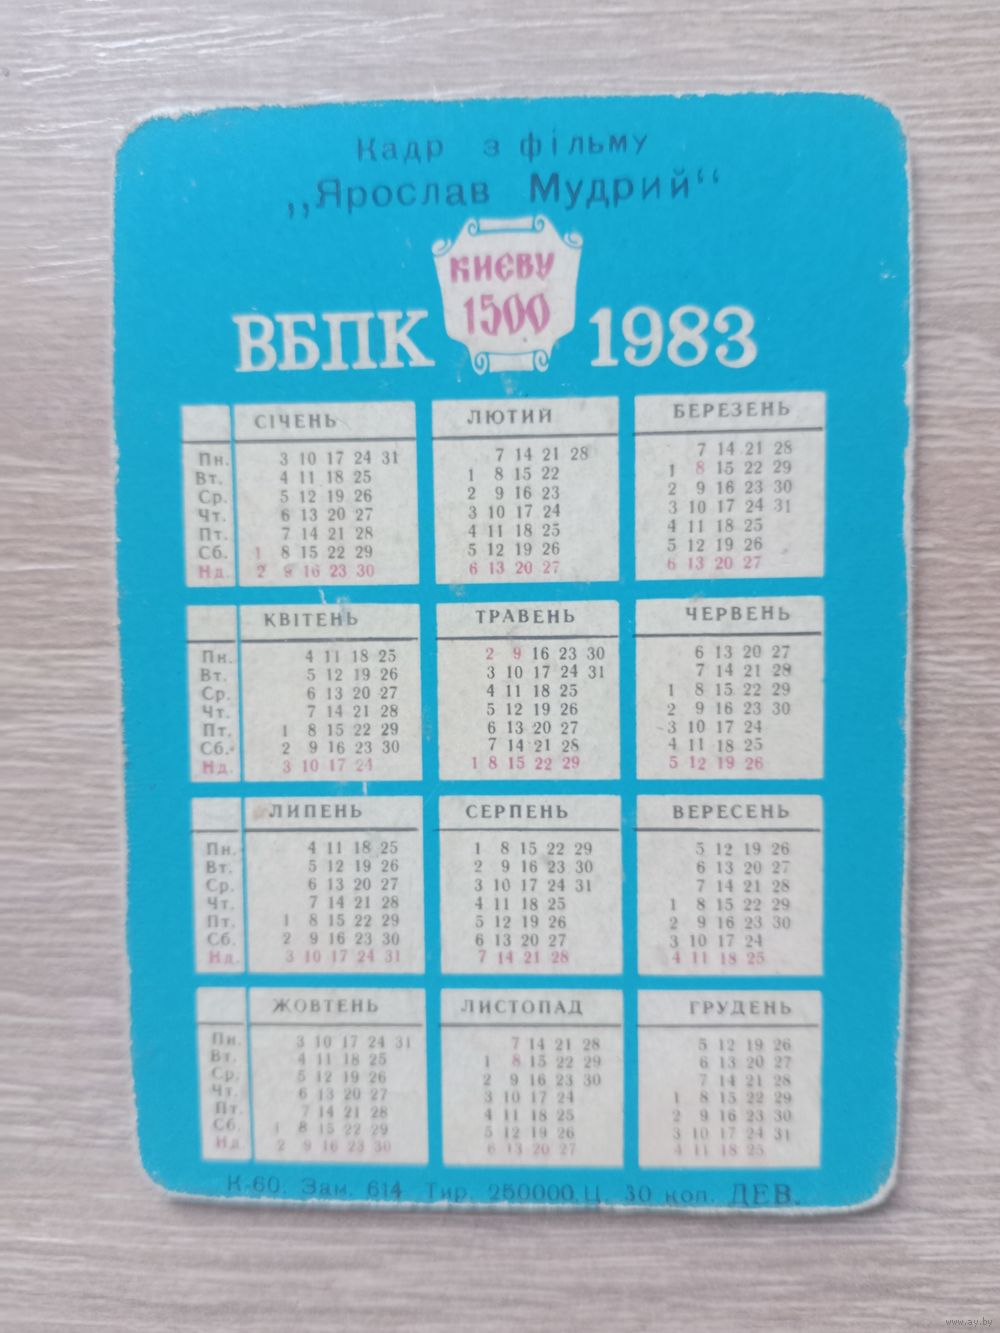 Кадр з фільму
„Ярослав Мудрий“
КИЄВУ
1500
ВБПК 1983
СІЧЕНЬ ЛЮТИЙ БЕРЕЗЕНЬ
Пн. 3 10 17 24 31 7 14 21 28 7 14 21 28
Вт. 4 11 18 25 1 8 15 22 1 8 15 22 29
Ср. 5 12 19 26 2 9 16 23 2 9 16 23 30
Чт. 6 13 20 27 3 10 17 24 3 10 17 24 31
Пт. 7 14 21 28 4 11 18 25 4 11 18 25
Сб. 1 8 15 22 29 5 12 19 26 5 12 19 26
Нд. 2 9 16 23 30 6 13 20 27 6 13 20 27
КВІТЕНЬ ТРАВЕНЬ ЧЕРВЕНЬ
Пн. 4 11 18 25 2 9 16 23 30 6 13 20 27
Вт. 5 12 19 26 3 10 17 24 31 7 14 21 28
Ср. 6 13 20 27 4 11 18 25 1 8 15 22 29
Чт. 7 14 21 28 5 12 19 26 2 9 16 23 30
Пт. 1 8 15 22 29 6 13 20 27 3 10 17 24
Сб. 2 9 16 23 30 7 14 21 28 4 11 18 25
Нд. 3 10 17 24 1 8 15 22 29 5 12 19 26
ЛИПЕНЬ СЕРПЕНЬ ВЕРЕСЕНЬ
Пн. 4 11 18 25 1 8 15 22 29 5 12 19 26
Вт. 5 12 19 26 2 9 16 23 30 6 13 20 27
Ср. 6 13 20 27 3 10 17 24 31 7 14 21 28
Чт. 7 14 21 28 4 11 18 25 1 8 15 22 29
Пт. 1 8 15 22 29 5 12 19 26 2 9 16 23 30
Сб. 2 9 16 23 30 6 13 20 27 3 10 17 24
Нд. 3 10 17 24 31 7 14 21 28 4 11 18 25
ЖОВТЕНЬ ЛИСТОПАД ГРУДЕНЬ
Пн. 3 10 17 24 31 7 14 21 28 5 12 19 26
Вт. 4 11 18 25 1 8 15 22 29 6 13 20 27
Ср. 5 12 19 26 2 9 16 23 30 7 14 21 28
Чт. 6 13 20 27 3 10 17 24 1 8 15 22 29
Пт. 7 14 21 28 4 11 18 25 2 9 16 23 30
Сб. 1 8 15 22 29 5 12 19 26 3 10 17 24 31
Нд. 2 9 16 23 30 6 13 20 27 4 11 18 25
К-60. Зам. 614 Тир. 250000. Ц. 30 коп. ДЕВ.
www.ay.by